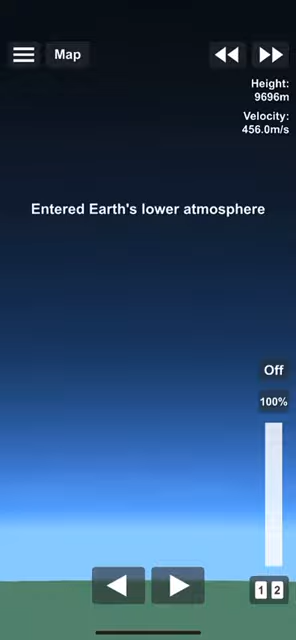 Map
Height:
9696m
Velocity:
456.0m/s
Entered Earth's lower atmosphere
Off
100%
1 2